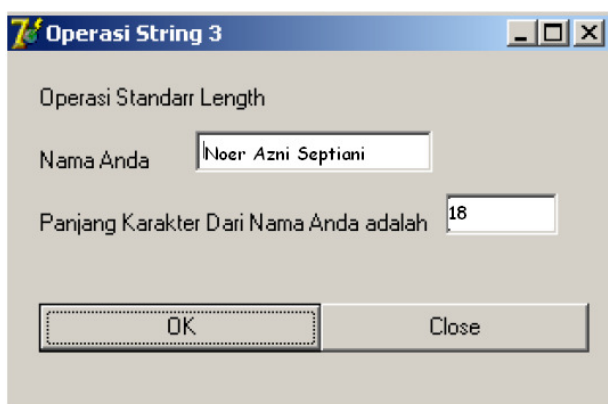 Operasi String 3
Operasi Standarr Length
Nama Anda Noer Azni Septiani
Panjang Karakter Dari Nama Anda adalah 18
OK Close